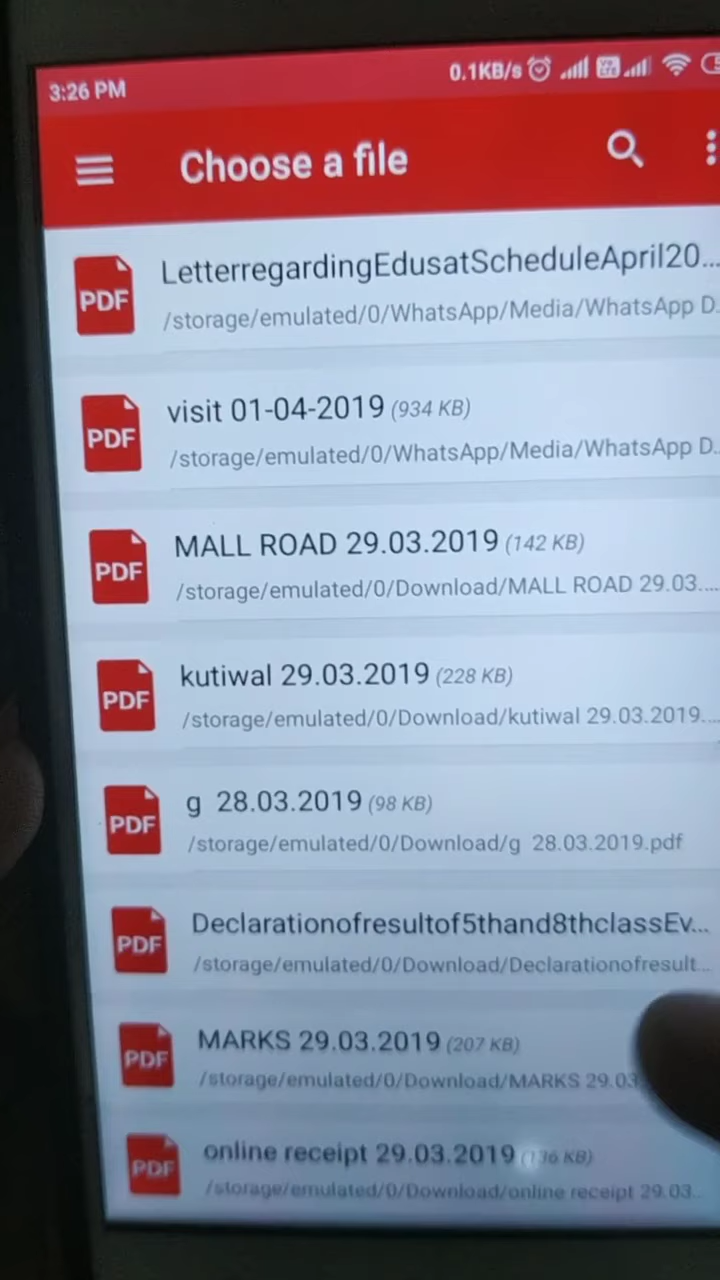 3:26 PM 0.1KB/s
Choose a file
PDF LetterregardingEdusatScheduleApril20...
/storage/emulated/0/WhatsApp/Media/WhatsApp D..
PDF visit 01-04-2019 (934 KB)
/storage/emulated/0/WhatsApp/Media/WhatsApp D..
PDF MALL ROAD 29.03.2019 (142 KB)
/storage/emulated/0/Download/MALL ROAD 29.03....
PDF kutiwal 29.03.2019 (228 KB)
/storage/emulated/0/Download/kutiwal 29.03.2019....
PDF g 28.03.2019 (98 KB)
/storage/emulated/0/Download/g 28.03.2019.pdf
PDF Declarationofresultof5thand8thclassEv...
/storage/emulated/0/Download/Declarationofresult...
PDF MARKS 29.03.2019 (207 KB)
/storage/emulated/0/Download/MARKS 29.03
PDF online receipt 29.03.2019 (136 KB)
/storage/emulated/0/Download/online receipt 29.03..